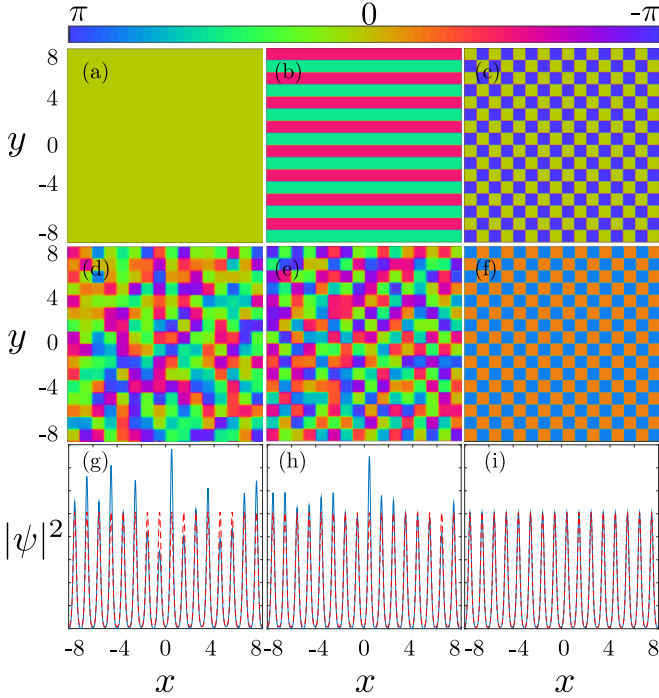 π 0 -π
8 (a) (b) (c)
4
y 0
-4
-8
8 (d) (e) (f)
4
y 0
-4
-8
(g) (h) (i)
|ψ|²
-8 -4 0 4 8 -8 -4 0 4 8 -8 -4 0 4 8
x x x